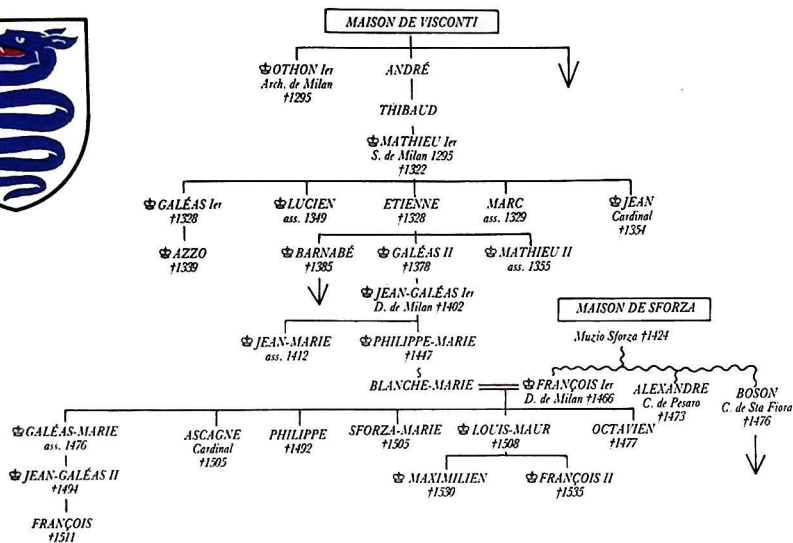 MAISON DE VISCONTI
♔OTHON Ier
Arch. de Milan
†1295
ANDRÉ
THIBAUD
♔MATHIEU Ier
S. de Milan 1295
†1322
♔GALÉAS Ier
†1328
♔LUCIEN
ass. 1349
ETIENNE
†1328
MARC
ass. 1329
♔JEAN
Cardinal
†1354
♔AZZO
†1339
♔BARNABÉ
†1385
♔GALÉAS II
†1378
♔MATHIEU II
ass. 1355
♔JEAN-GALÉAS Ier
D. de Milan †1402
MAISON DE SFORZA
Muzio Sforza †1424
♔JEAN-MARIE
ass. 1412
♔PHILIPPE-MARIE
†1447
BLANCHE-MARIE
♔FRANÇOIS Ier
D. de Milan †1466
ALEXANDRE
C. de Pesaro
†1473
BOSON
C. de Sta Fiora
†1476
♔GALÉAS-MARIE
ass. 1476
ASCAGNE
Cardinal
†1505
PHILIPPE
†1492
SFORZA-MARIE
†1505
♔LOUIS-MAUR
†1508
OCTAVIEN
†1477
♔JEAN-GALÉAS II
†1494
♔MAXIMILIEN
†1530
♔FRANÇOIS II
†1535
FRANÇOIS
†1511